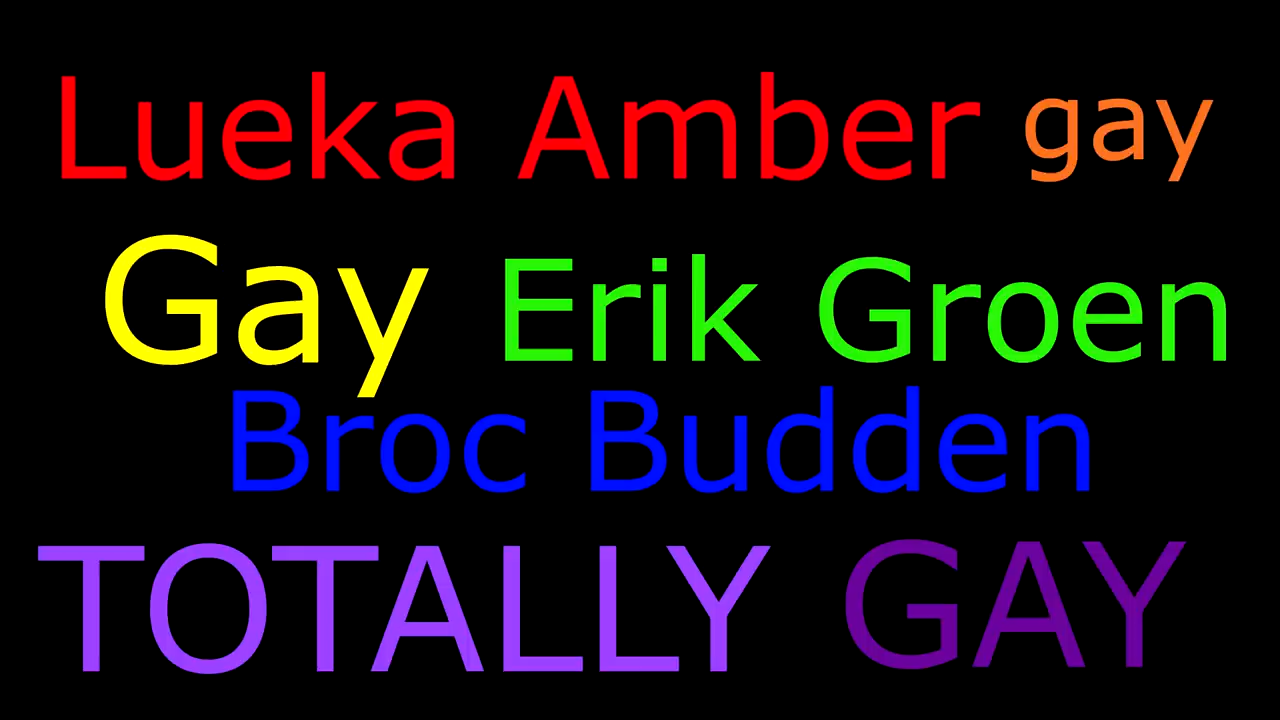 Lueka Amber gay
Gay Erik Groen
Broc Budden
TOTALLY GAY